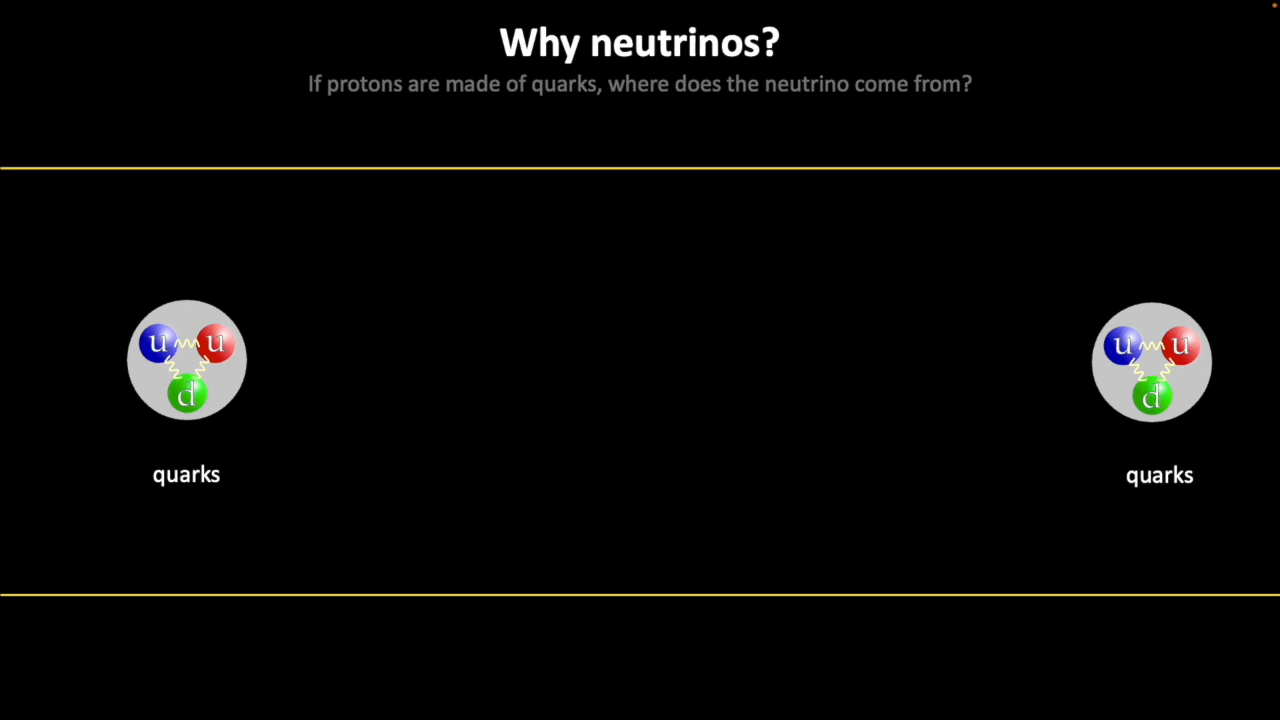 Why neutrinos?
If protons are made of quarks, where does the neutrino come from?
u u
d
u u
d
quarks
quarks